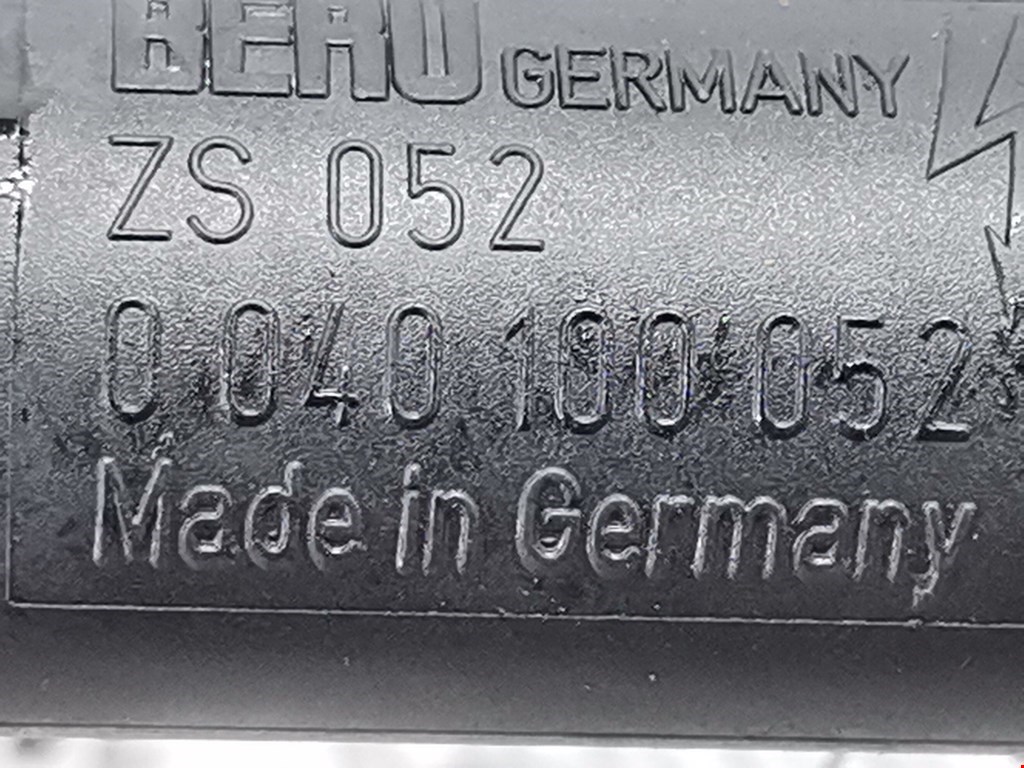 BERU GERMANY
ZS 052
0 040 100 052
Made in Germany